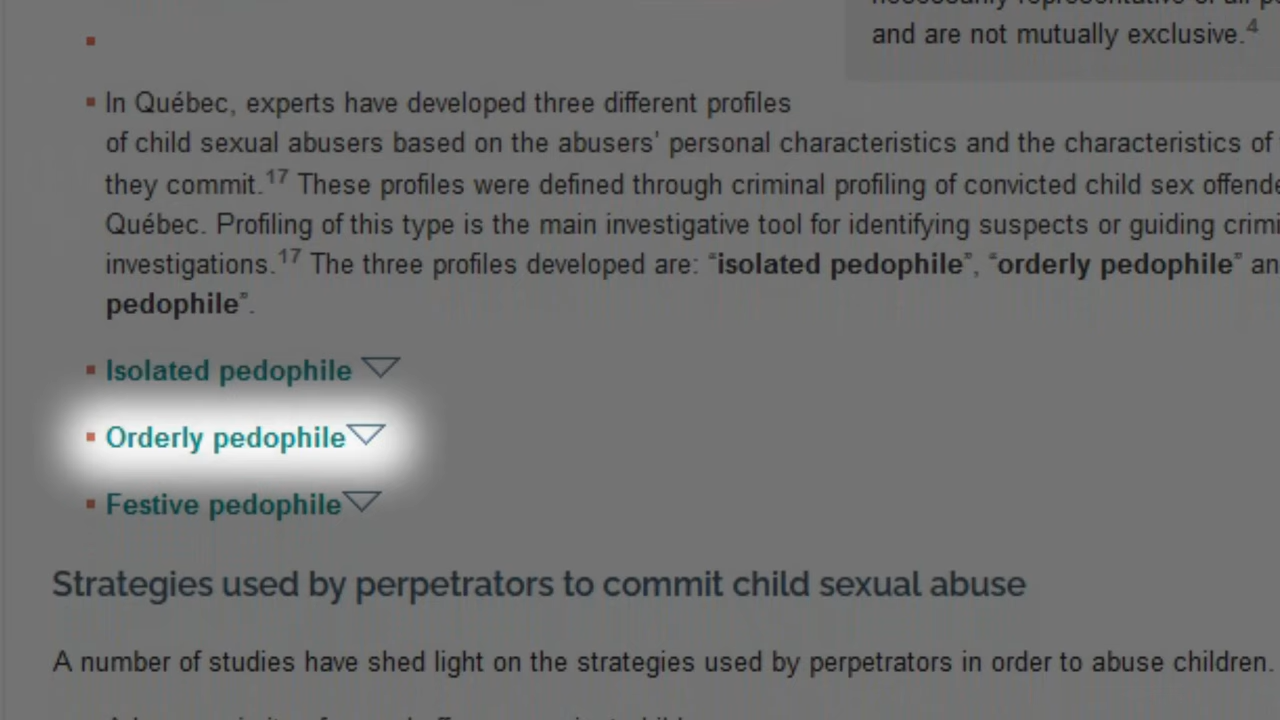 and are not mutually exclusive.4
In Québec, experts have developed three different profiles
of child sexual abusers based on the abusers' personal characteristics and the characteristics of
they commit.17 These profiles were defined through criminal profiling of convicted child sex offende
Québec. Profiling of this type is the main investigative tool for identifying suspects or guiding crimi
investigations.17 The three profiles developed are: “isolated pedophile”, “orderly pedophile” an
pedophile”.
Isolated pedophile
Orderly pedophile
Festive pedophile
Strategies used by perpetrators to commit child sexual abuse
A number of studies have shed light on the strategies used by perpetrators in order to abuse children.